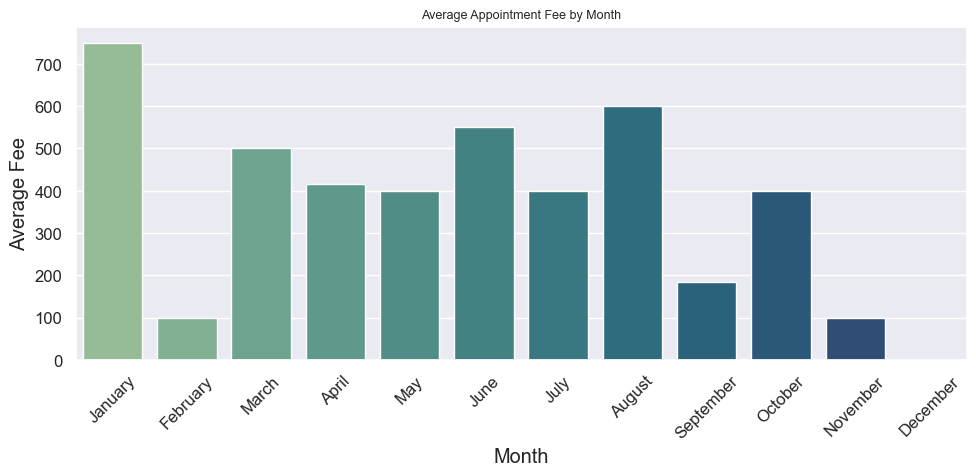 Average Appointment Fee by Month
Average Fee
700
600
500
400
300
200
100
0
January
February
March
April
May
June
July
August
September
October
November
December
Month